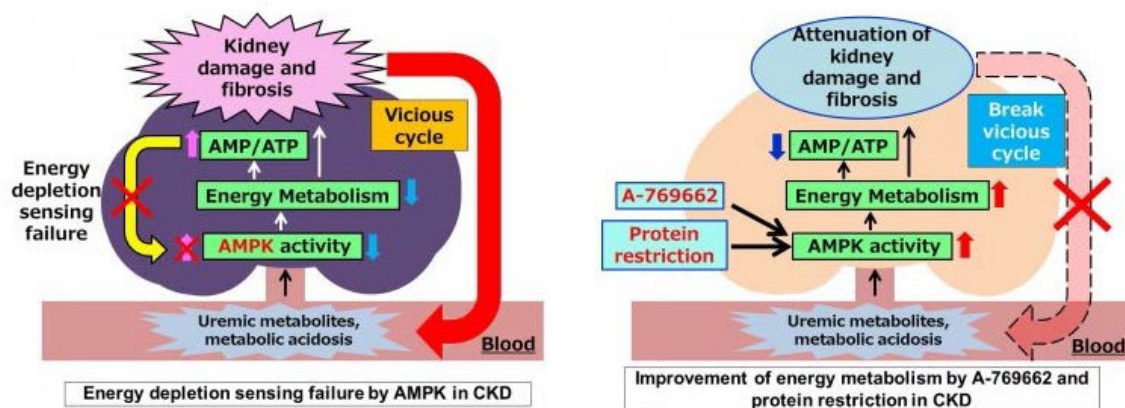 Kidney
damage and
fibrosis
Vicious
cycle
AMP/ATP
Energy
depletion
sensing
failure
Energy Metabolism
AMPK activity
Uremic metabolites,
metabolic acidosis
Blood
Energy depletion sensing failure by AMPK in CKD
Attenuation of
kidney
damage and
fibrosis
Break
vicious
cycle
AMP/ATP
A-769662
Energy Metabolism
Protein
restriction
AMPK activity
Uremic metabolites,
metabolic acidosis
Blood
Improvement of energy metabolism by A-769662 and
protein restriction in CKD